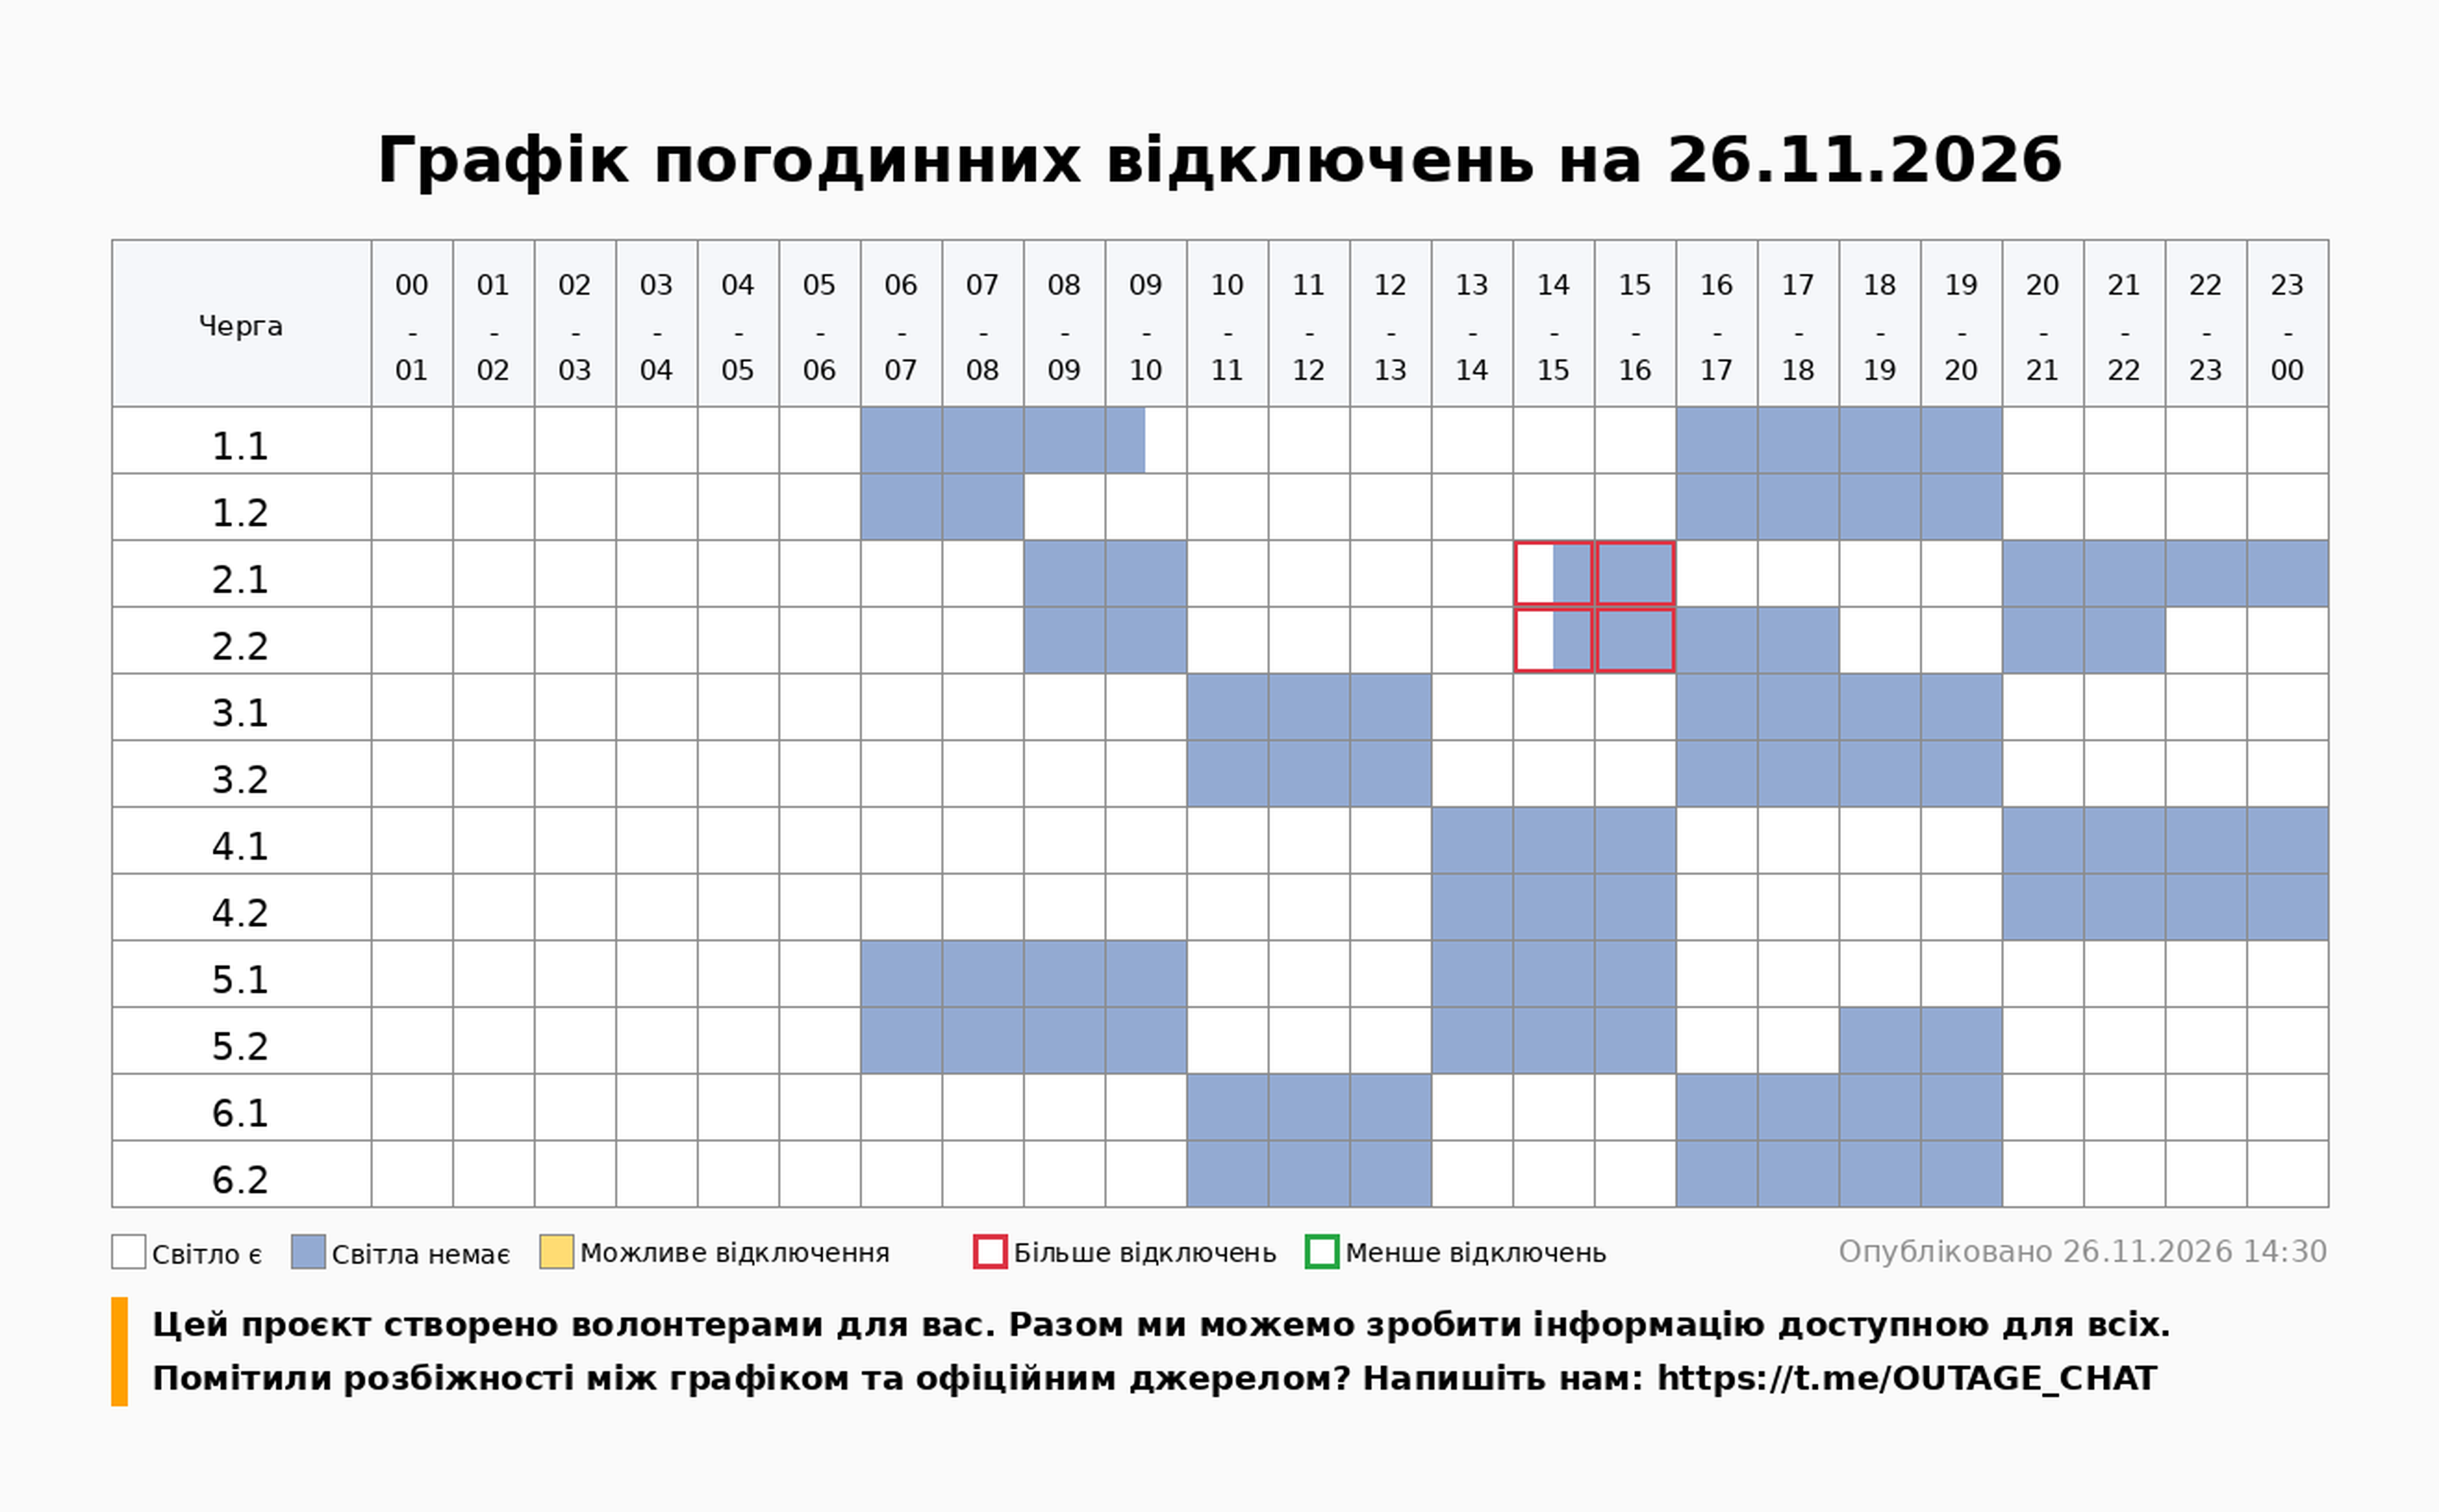 Графік погодинних відключень на 26.11.2026
Черга 00 - 01 01 - 02 02 - 03 03 - 04 04 - 05 05 - 06 06 - 07 07 - 08 08 - 09 09 - 10 10 - 11 11 - 12 12 - 13 13 - 14 14 - 15 15 - 16 16 - 17 17 - 18 18 - 19 19 - 20 20 - 21 21 - 22 22 - 23 23 - 00
1.1
1.2
2.1
2.2
3.1
3.2
4.1
4.2
5.1
5.2
6.1
6.2
Світло є Світла немає Можливе відключення Більше відключень Менше відключень Опубліковано 26.11.2026 14:30
Цей проєкт створено волонтерами для вас. Разом ми можемо зробити інформацію доступною для всіх.
Помітили розбіжності між графіком та офіційним джерелом? Напишіть нам: https://t.me/OUTAGE_CHAT